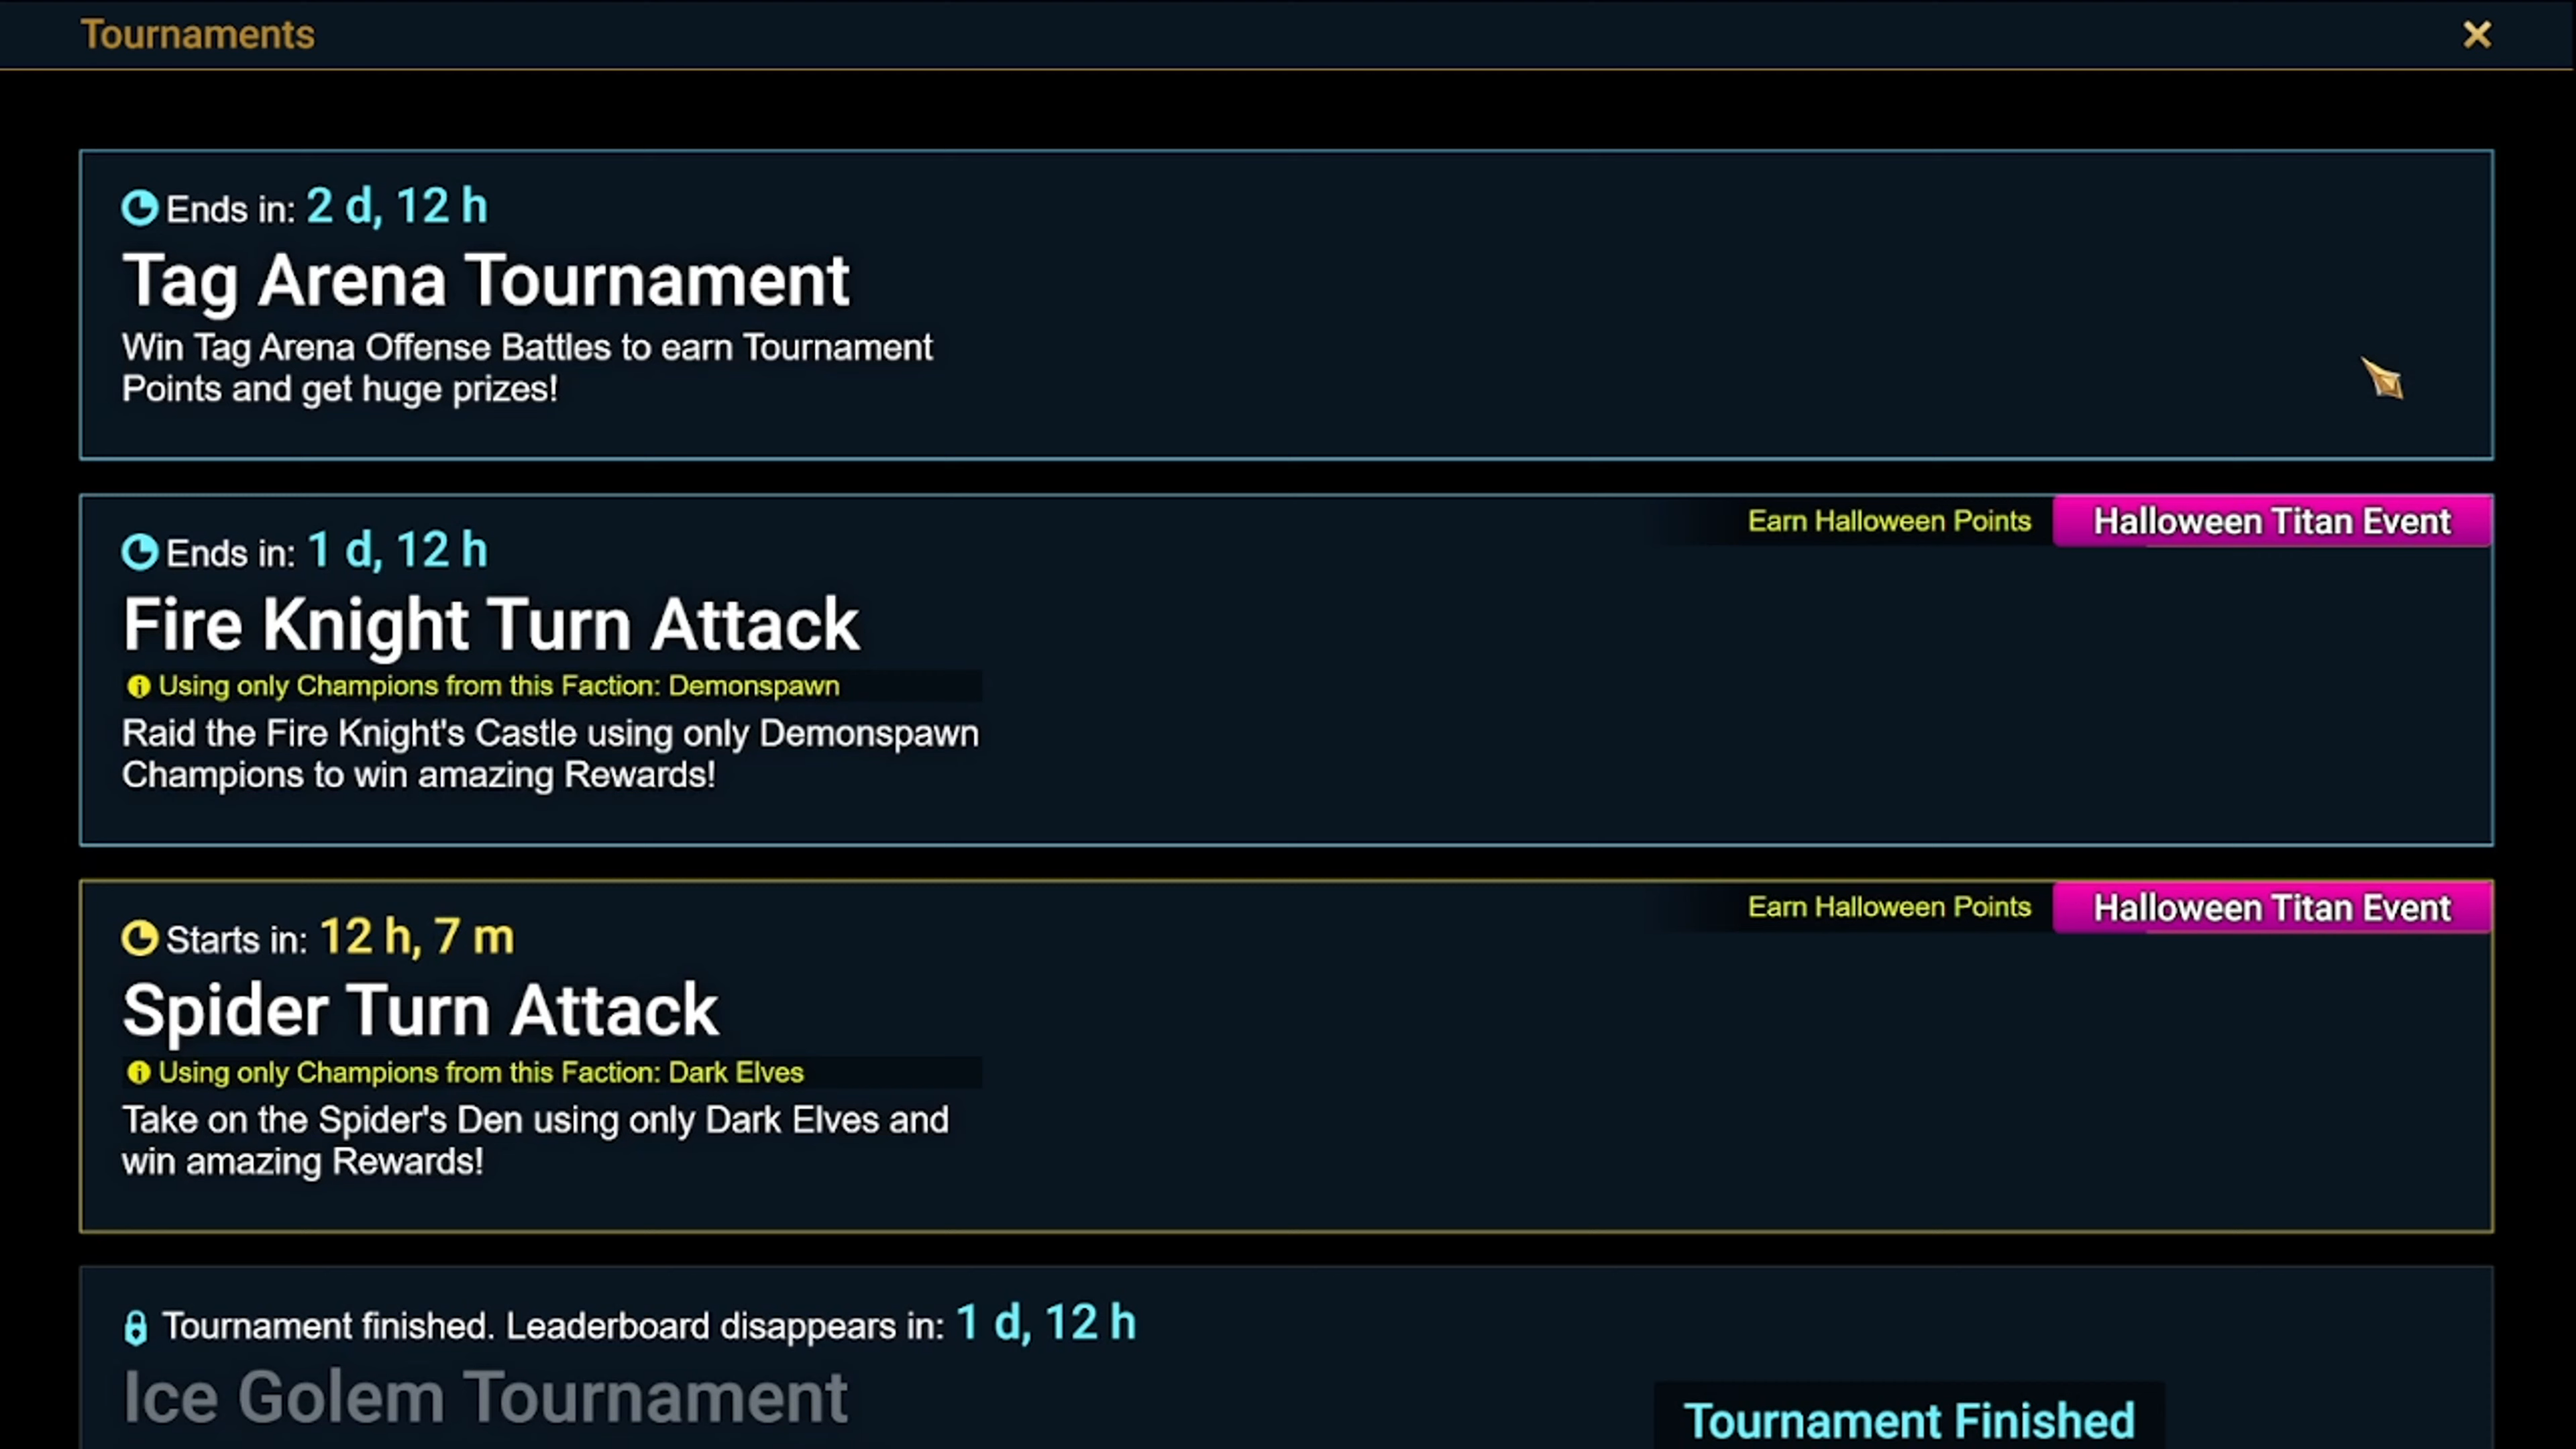 Tournaments
Ends in: 2 d, 12 h
Tag Arena Tournament
Win Tag Arena Offense Battles to earn Tournament
Points and get huge prizes!
Earn Halloween Points
Halloween Titan Event
Ends in: 1 d, 12 h
Fire Knight Turn Attack
Using only Champions from this Faction: Demonspawn
Raid the Fire Knight's Castle using only Demonspawn
Champions to win amazing Rewards!
Earn Halloween Points
Halloween Titan Event
Starts in: 12 h, 7 m
Spider Turn Attack
Using only Champions from this Faction: Dark Elves
Take on the Spider's Den using only Dark Elves and
win amazing Rewards!
Tournament finished. Leaderboard disappears in: 1 d, 12 h
Ice Golem Tournament
Tournament Finished